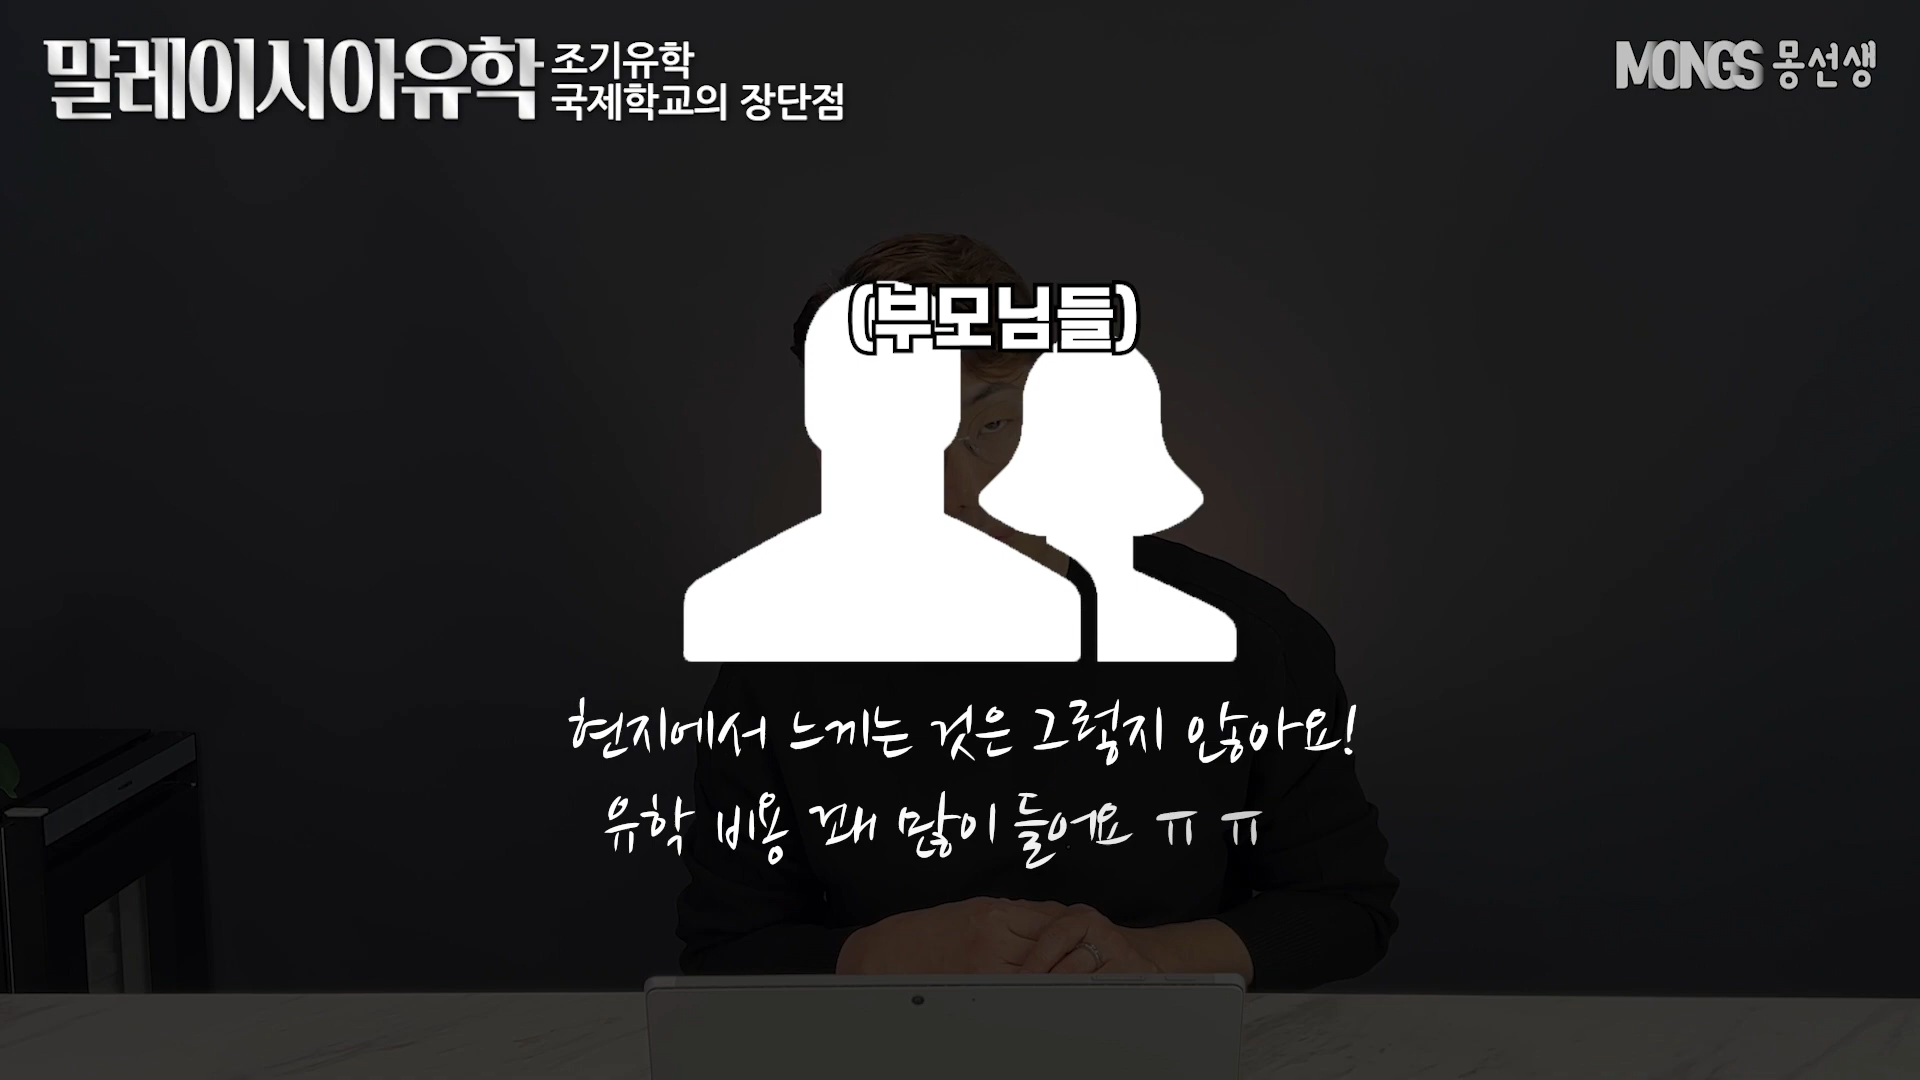 말레이시아유학
조기유학
국제학교의 장단점
MONGS 몽선생
(부모님들)
현지에서 느끼는 것은 그렇지 않아요!
유학 비용 꽤 많이 들어요 ㅠㅠ